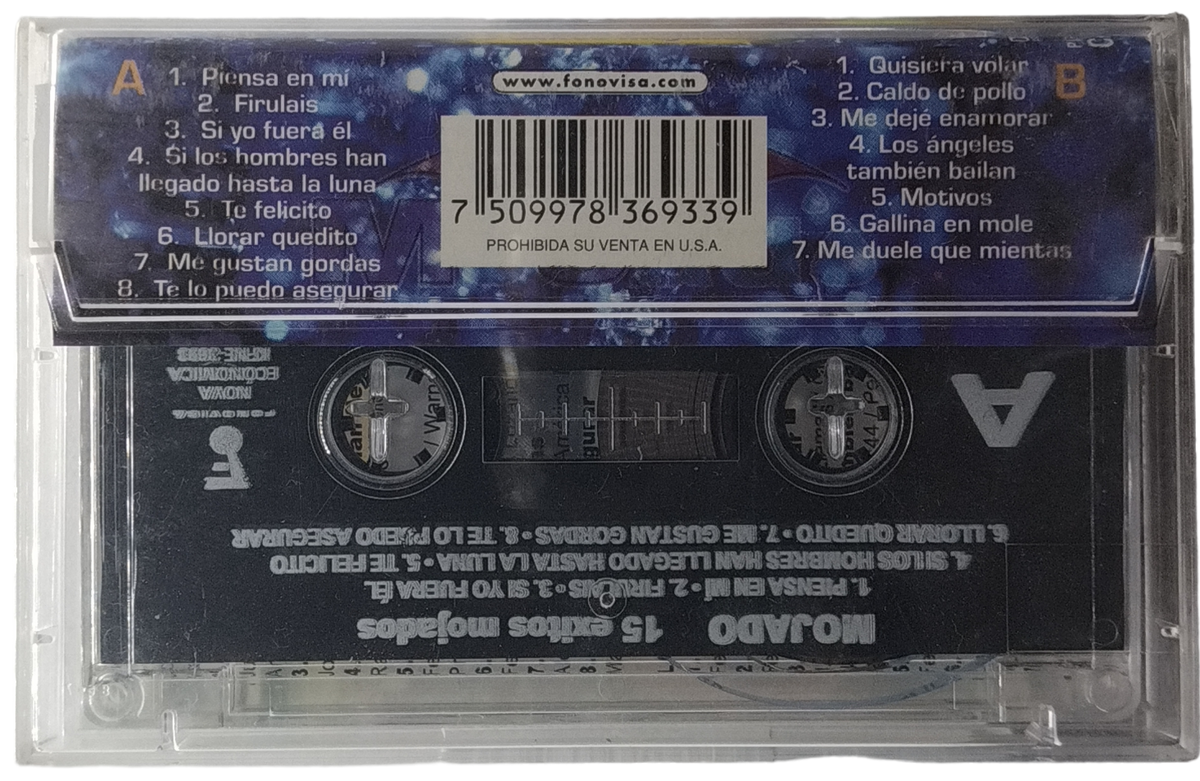 A
1. Piensa en mí
2. Firulais
3. Si yo fuera él
4. Si los hombres han
llegado hasta la luna
5. Te felicito
6. Llorar quedito
7. Me gustan gordas
8. Te lo puedo asegurar
www.fonovisa.com
7 509978 369339
PROHIBIDA SU VENTA EN U.S.A.
B
1. Quisiera volar
2. Caldo de pollo
3. Me dejé enamorar
4. Los ángeles
también bailan
5. Motivos
6. Gallina en mole
7. Me duele que mientas
A
FONOVISA
NOVA
ECONOMICA
MOJADO 15 exitos mojados
1. PIENSA EN MÍ • 2. FIRULAIS • 3. SI YO FUERA ÉL
4. SI LOS HOMBRES HAN LLEGADO HASTA LA LUNA • 5. TE FELICITO
6. LLORAR QUEDITO • 7. ME GUSTAN GORDAS • 8. TE LO PUEDO ASEGURAR